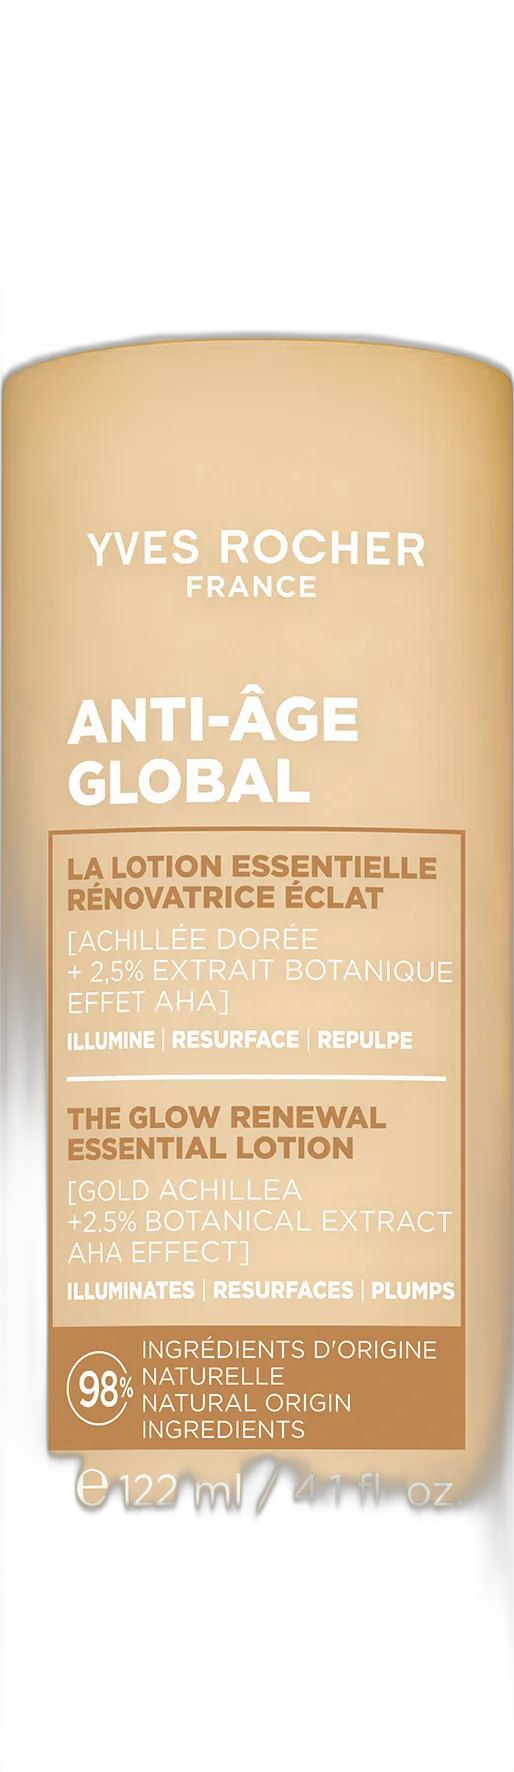 YVES ROCHER
FRANCE
ANTI-ÂGE
GLOBAL
LA LOTION ESSENTIELLE
RÉNOVATRICE ÉCLAT
[ACHILLÉE DORÉE
+ 2,5% EXTRAIT BOTANIQUE
EFFET AHA]
ILLUMINE | RESURFACE | REPULPE
THE GLOW RENEWAL
ESSENTIAL LOTION
[GOLD ACHILLEA
+2.5% BOTANICAL EXTRACT
AHA EFFECT]
ILLUMINATES | RESURFACES | PLUMPS
98%
INGRÉDIENTS D'ORIGINE
NATURELLE
NATURAL ORIGIN
INGREDIENTS
℮ 122 ml / 4.1 fl. oz.